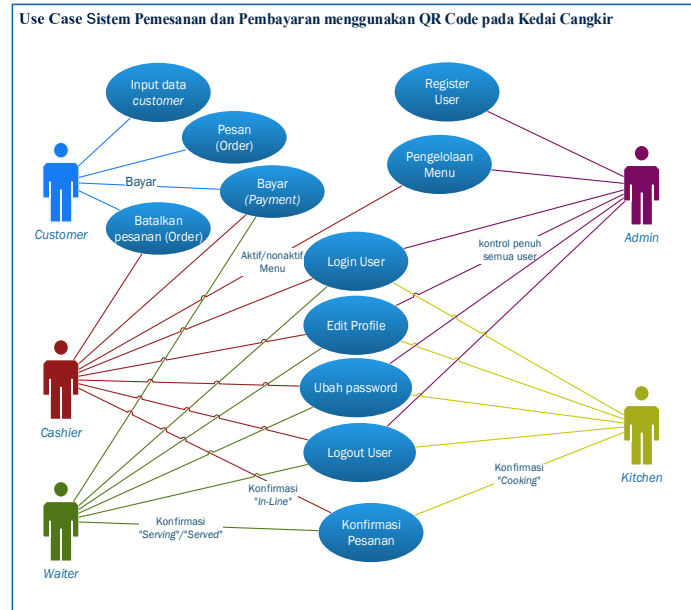 Use Case Sistem Pemesanan dan Pembayaran menggunakan QR Code pada Kedai Cangkir
Input data
customer
Register
User
Pesan
(Order)
Pengelolaan
Menu
Bayar
Bayar
(Payment)
Customer
Batalkan
pesanan (Order)
Admin
Aktif/nonaktif
Menu
Login User
kontrol penuh
semua user
Edit Profile
Ubah password
Cashier
Logout User
Kitchen
Konfirmasi
"In-Line"
Konfirmasi
"Cooking"
Konfirmasi
"Serving"/"Served"
Konfirmasi
Pesanan
Waiter